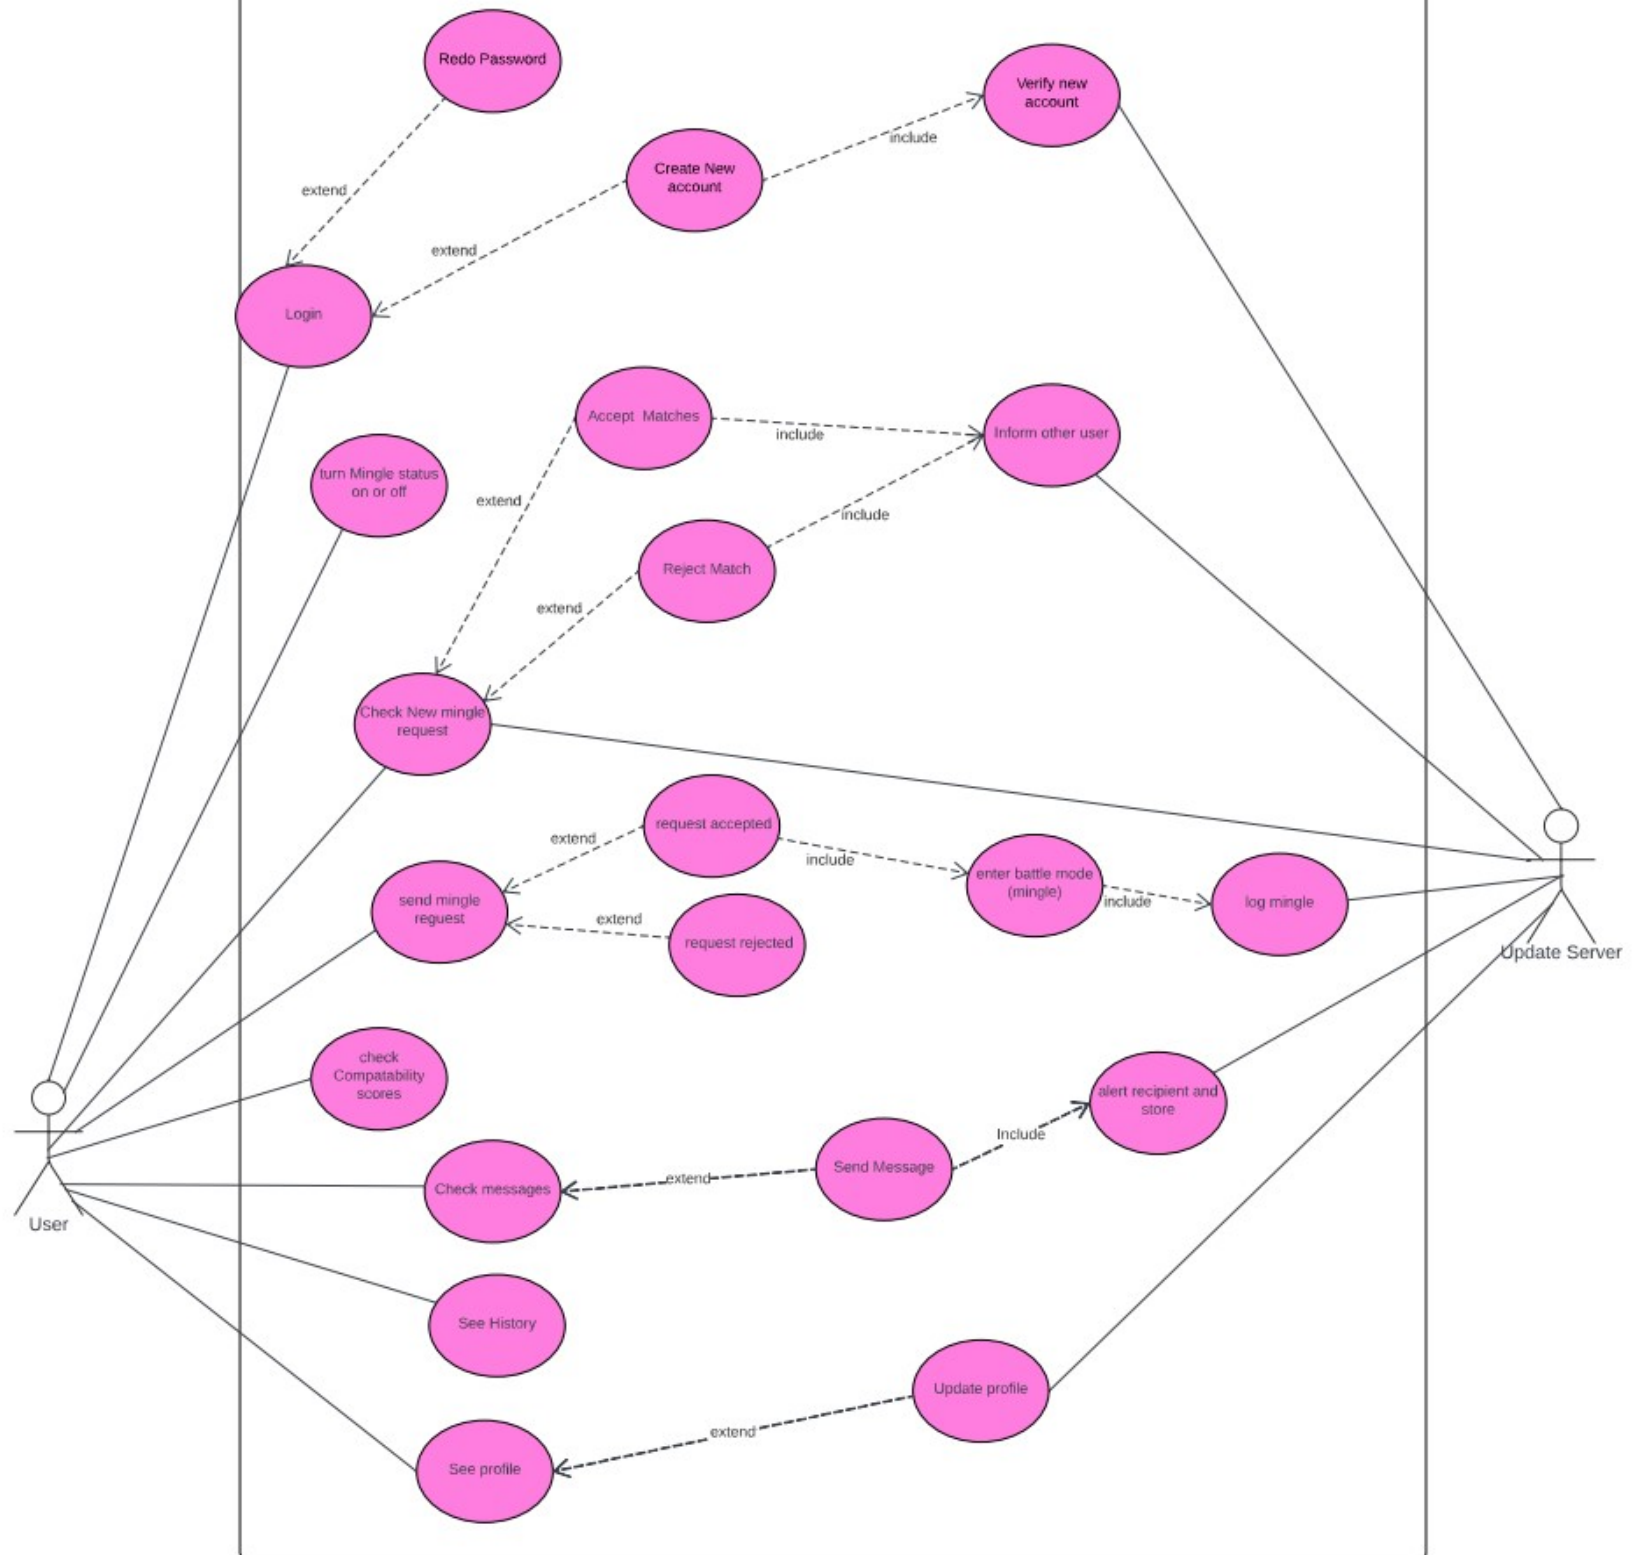 Redo Password
Verify new
account
include
Create New
account
extend
extend
Login
Accept Matches
include
Inform other user
turn Mingle status
on or off
extend
include
Reject Match
extend
Check New mingle
request
request accepted
extend
include
enter battle mode
(mingle)
include
log mingle
send mingle
reguest
extend
request rejected
Update Server
check
Compatability
scores
alert recipient and
store
Include
Send Message
extend
Check messages
User
See History
Update profile
extend
See profile